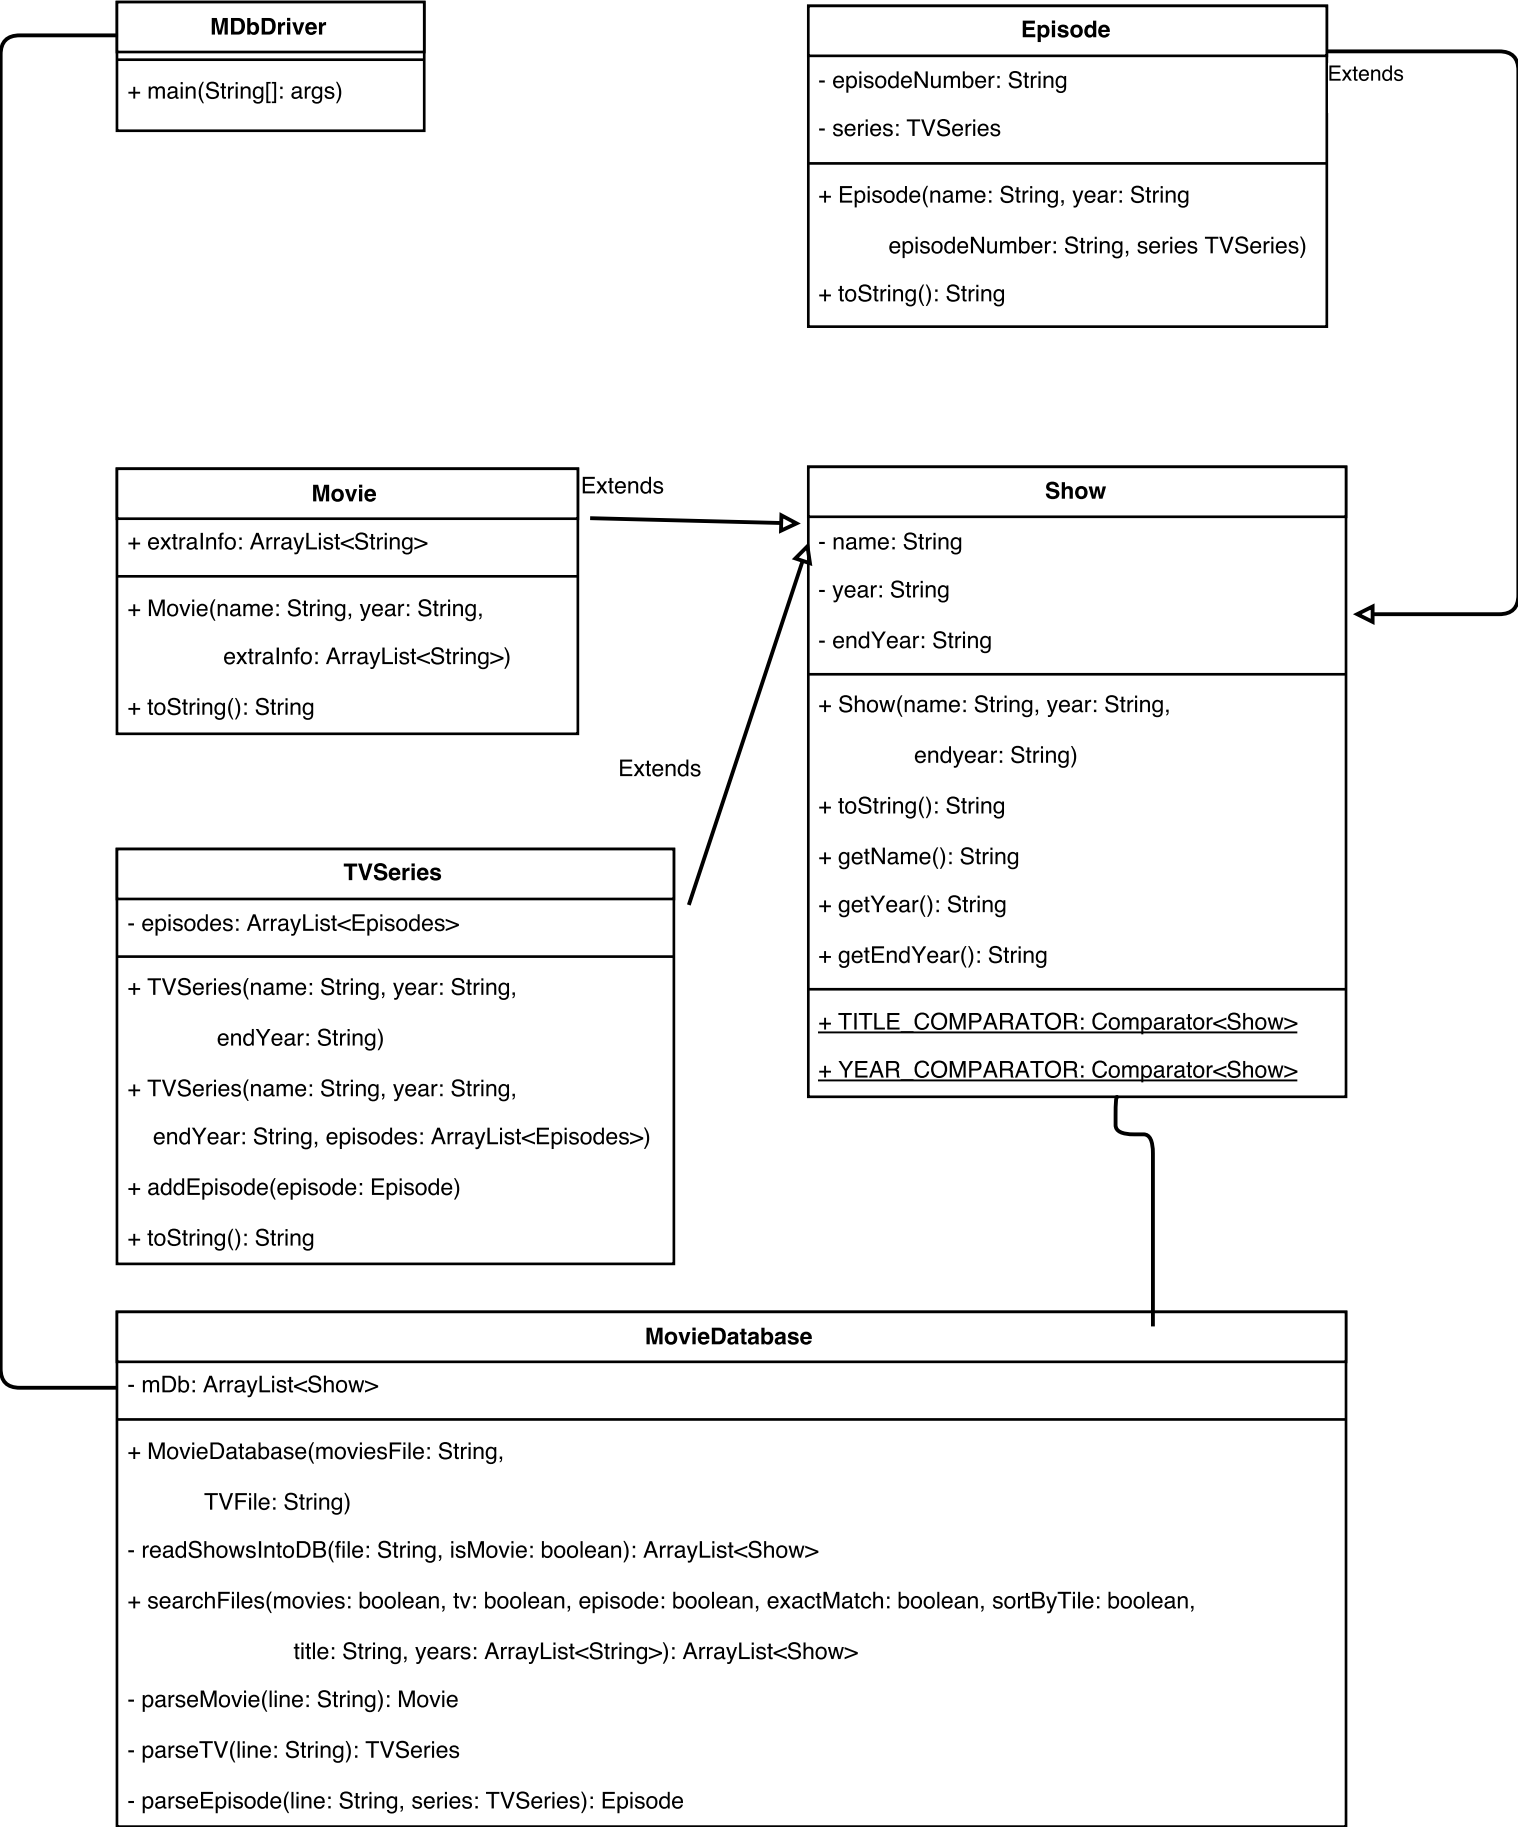 MDbDriver
+ main(String[]: args)
Episode
- episodeNumber: String
- series: TVSeries
+ Episode(name: String, year: String
episodeNumber: String, series TVSeries)
+ toString(): String
Extends
Movie
+ extraInfo: ArrayList<String>
+ Movie(name: String, year: String,
extraInfo: ArrayList<String>)
+ toString(): String
Extends
Show
- name: String
- year: String
- endYear: String
+ Show(name: String, year: String,
endyear: String)
+ toString(): String
+ getName(): String
+ getYear(): String
+ getEndYear(): String
+ TITLE_COMPARATOR: Comparator<Show>
+ YEAR_COMPARATOR: Comparator<Show>
Extends
TVSeries
- episodes: ArrayList<Episodes>
+ TVSeries(name: String, year: String,
endYear: String)
+ TVSeries(name: String, year: String,
endYear: String, episodes: ArrayList<Episodes>)
+ addEpisode(episode: Episode)
+ toString(): String
MovieDatabase
- mDb: ArrayList<Show>
+ MovieDatabase(moviesFile: String,
TVFile: String)
- readShowsIntoDB(file: String, isMovie: boolean): ArrayList<Show>
+ searchFiles(movies: boolean, tv: boolean, episode: boolean, exactMatch: boolean, sortByTile: boolean,
title: String, years: ArrayList<String>): ArrayList<Show>
- parseMovie(line: String): Movie
- parseTV(line: String): TVSeries
- parseEpisode(line: String, series: TVSeries): Episode